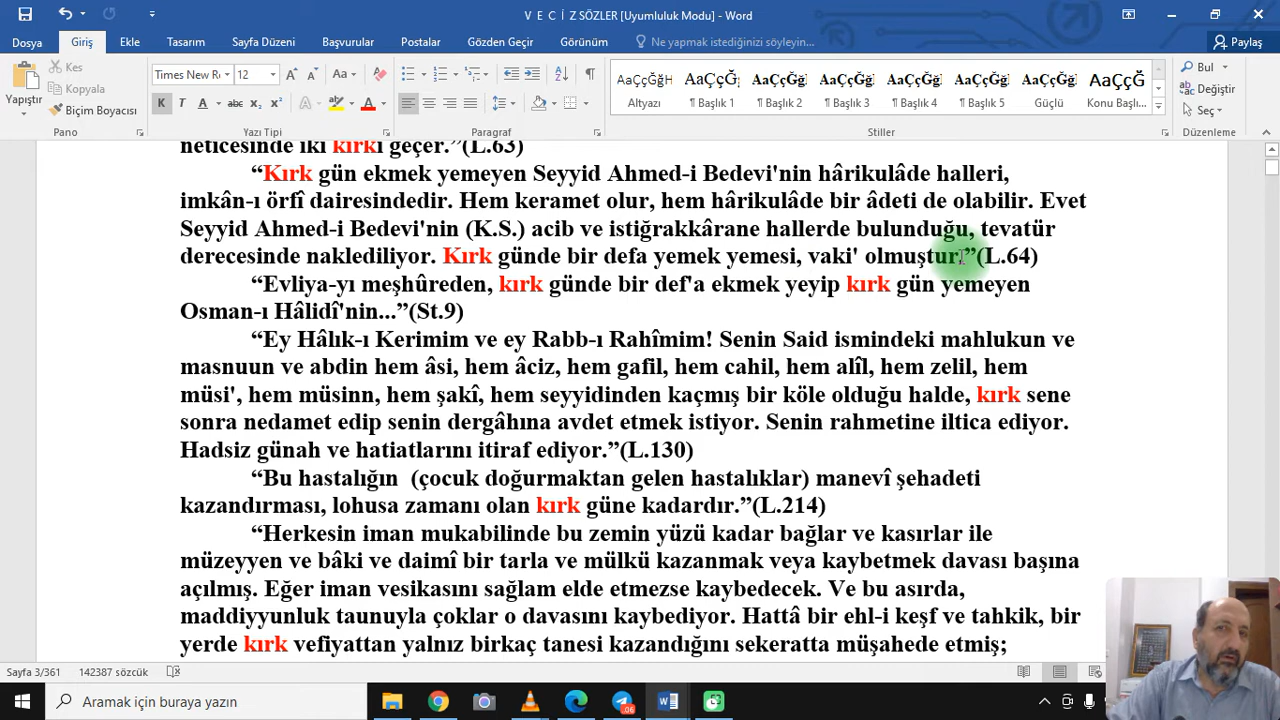 V E C İ Z SÖZLER [Uyumluluk Modu] - Word
Dosya Giriş Ekle Tasarım Sayfa Düzeni Başvurular Postalar Gözden Geçir Görünüm Ne yapmak istediğinizi söyleyin... Paylaş
Yapıştır
Kes
Kopyala
Biçim Boyacısı
Pano
Times New Ro 12
Yazı Tipi
Paragraf
AaÇçĞğH AaÇçĞğ AaÇçĞğ AaÇçĞğ AaÇçĞğ AaÇçĞğ AaÇçĞğH AaÇçĞ
Altyazı ¶ Başlık 1 ¶ Başlık 2 ¶ Başlık 3 ¶ Başlık 4 ¶ Başlık 5 Güçlü Konu Başlı...
Stiller
Bul
Değiştir
Seç
Düzenleme
neticesinde iki kırkı geçer.”(L.63)
“Kırk gün ekmek yemeyen Seyyid Ahmed-i Bedevi'nin hârikulâde halleri,
imkân-ı örfî dairesindedir. Hem keramet olur, hem hârikulâde bir âdeti de olabilir. Evet
Seyyid Ahmed-i Bedevi'nin (K.S.) acib ve istiğrakkârane hallerde bulunduğu, tevatür
derecesinde naklediliyor. Kırk günde bir defa yemek yemesi, vaki' olmuştur.”(L.64)
“Evliya-yı meşhûreden, kırk günde bir def'a ekmek yeyip kırk gün yemeyen
Osman-ı Hâlidî'nin...”(St.9)
“Ey Hâlık-ı Kerimim ve ey Rabb-ı Rahîmim! Senin Said ismindeki mahlukun ve
masnuun ve abdin hem âsi, hem âciz, hem gafil, hem cahil, hem alîl, hem zelil, hem
müsi', hem müsinn, hem şakî, hem seyyidinden kaçmış bir köle olduğu halde, kırk sene
sonra nedamet edip senin dergâhına avdet etmek istiyor. Senin rahmetine iltica ediyor.
Hadsiz günah ve hatiatlarını itiraf ediyor.”(L.130)
“Bu hastalığın (çocuk doğurmaktan gelen hastalıklar) manevî şehadeti
kazandırması, lohusa zamanı olan kırk güne kadardır.”(L.214)
“Herkesin iman mukabilinde bu zemin yüzü kadar bağlar ve kasırlar ile
müzeyyen ve bâki ve daimî bir tarla ve mülkü kazanmak veya kaybetmek davası başına
açılmış. Eğer iman vesikasını sağlam elde etmezse kaybedecek. Ve bu asırda,
maddiyyunluk taunuyla çoklar o davasını kaybediyor. Hattâ bir ehl-i keşf ve tahkik, bir
yerde kırk vefiyattan yalnız birkaç tanesi kazandığını sekeratta müşahede etmiş;
Sayfa 3/361 142387 sözcük
Aramak için buraya yazın